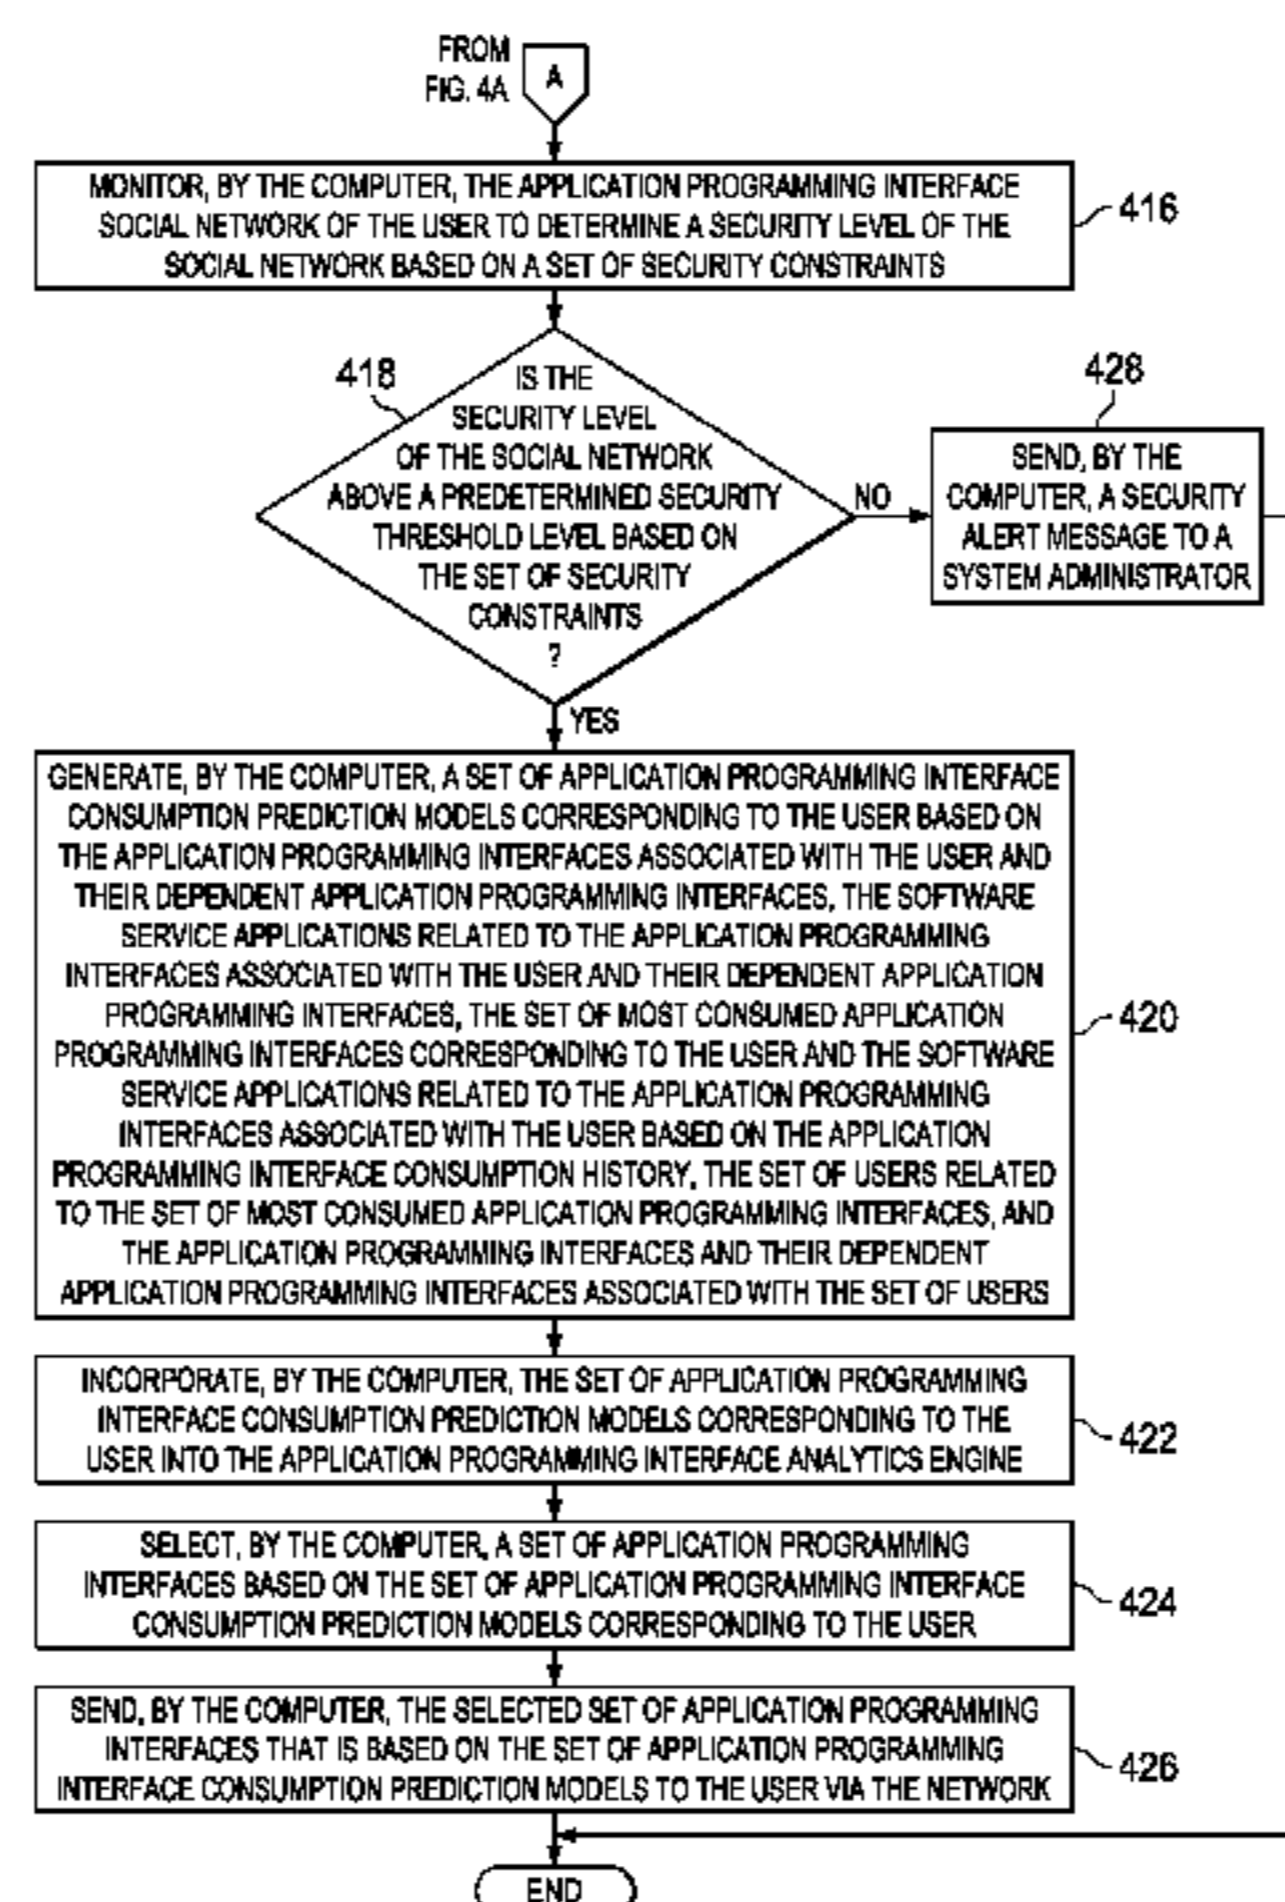 FROM
FIG. 4A
A
MONITOR, BY THE COMPUTER, THE APPLICATION PROGRAMMING INTERFACE
SOCIAL NETWORK OF THE USER TO DETERMINE A SECURITY LEVEL OF THE
SOCIAL NETWORK BASED ON A SET OF SECURITY CONSTRAINTS
416
418
IS THE
SECURITY LEVEL
OF THE SOCIAL NETWORK
ABOVE A PREDETERMINED SECURITY
THRESHOLD LEVEL BASED ON
THE SET OF SECURITY
CONSTRAINTS
?
NO
428
SEND, BY THE
COMPUTER, A SECURITY
ALERT MESSAGE TO A
SYSTEM ADMINISTRATOR
YES
GENERATE, BY THE COMPUTER, A SET OF APPLICATION PROGRAMMING INTERFACE
CONSUMPTION PREDICTION MODELS CORRESPONDING TO THE USER BASED ON
THE APPLICATION PROGRAMMING INTERFACES ASSOCIATED WITH THE USER AND
THEIR DEPENDENT APPLICATION PROGRAMMING INTERFACES, THE SOFTWARE
SERVICE APPLICATIONS RELATED TO THE APPLICATION PROGRAMMING
INTERFACES ASSOCIATED WITH THE USER AND THEIR DEPENDENT APPLICATION
PROGRAMMING INTERFACES, THE SET OF MOST CONSUMED APPLICATION
PROGRAMMING INTERFACES CORRESPONDING TO THE USER AND THE SOFTWARE
SERVICE APPLICATIONS RELATED TO THE APPLICATION PROGRAMMING
INTERFACES ASSOCIATED WITH THE USER BASED ON THE APPLICATION
PROGRAMMING INTERFACE CONSUMPTION HISTORY, THE SET OF USERS RELATED
TO THE SET OF MOST CONSUMED APPLICATION PROGRAMMING INTERFACES, AND
THE APPLICATION PROGRAMMING INTERFACES AND THEIR DEPENDENT
APPLICATION PROGRAMMING INTERFACES ASSOCIATED WITH THE SET OF USERS
420
INCORPORATE, BY THE COMPUTER, THE SET OF APPLICATION PROGRAMMING
INTERFACE CONSUMPTION PREDICTION MODELS CORRESPONDING TO THE
USER INTO THE APPLICATION PROGRAMMING INTERFACE ANALYTICS ENGINE
422
SELECT, BY THE COMPUTER, A SET OF APPLICATION PROGRAMMING
INTERFACES BASED ON THE SET OF APPLICATION PROGRAMMING INTERFACE
CONSUMPTION PREDICTION MODELS CORRESPONDING TO THE USER
424
SEND, BY THE COMPUTER, THE SELECTED SET OF APPLICATION PROGRAMMING
INTERFACES THAT IS BASED ON THE SET OF APPLICATION PROGRAMMING
INTERFACE CONSUMPTION PREDICTION MODELS TO THE USER VIA THE NETWORK
426
END